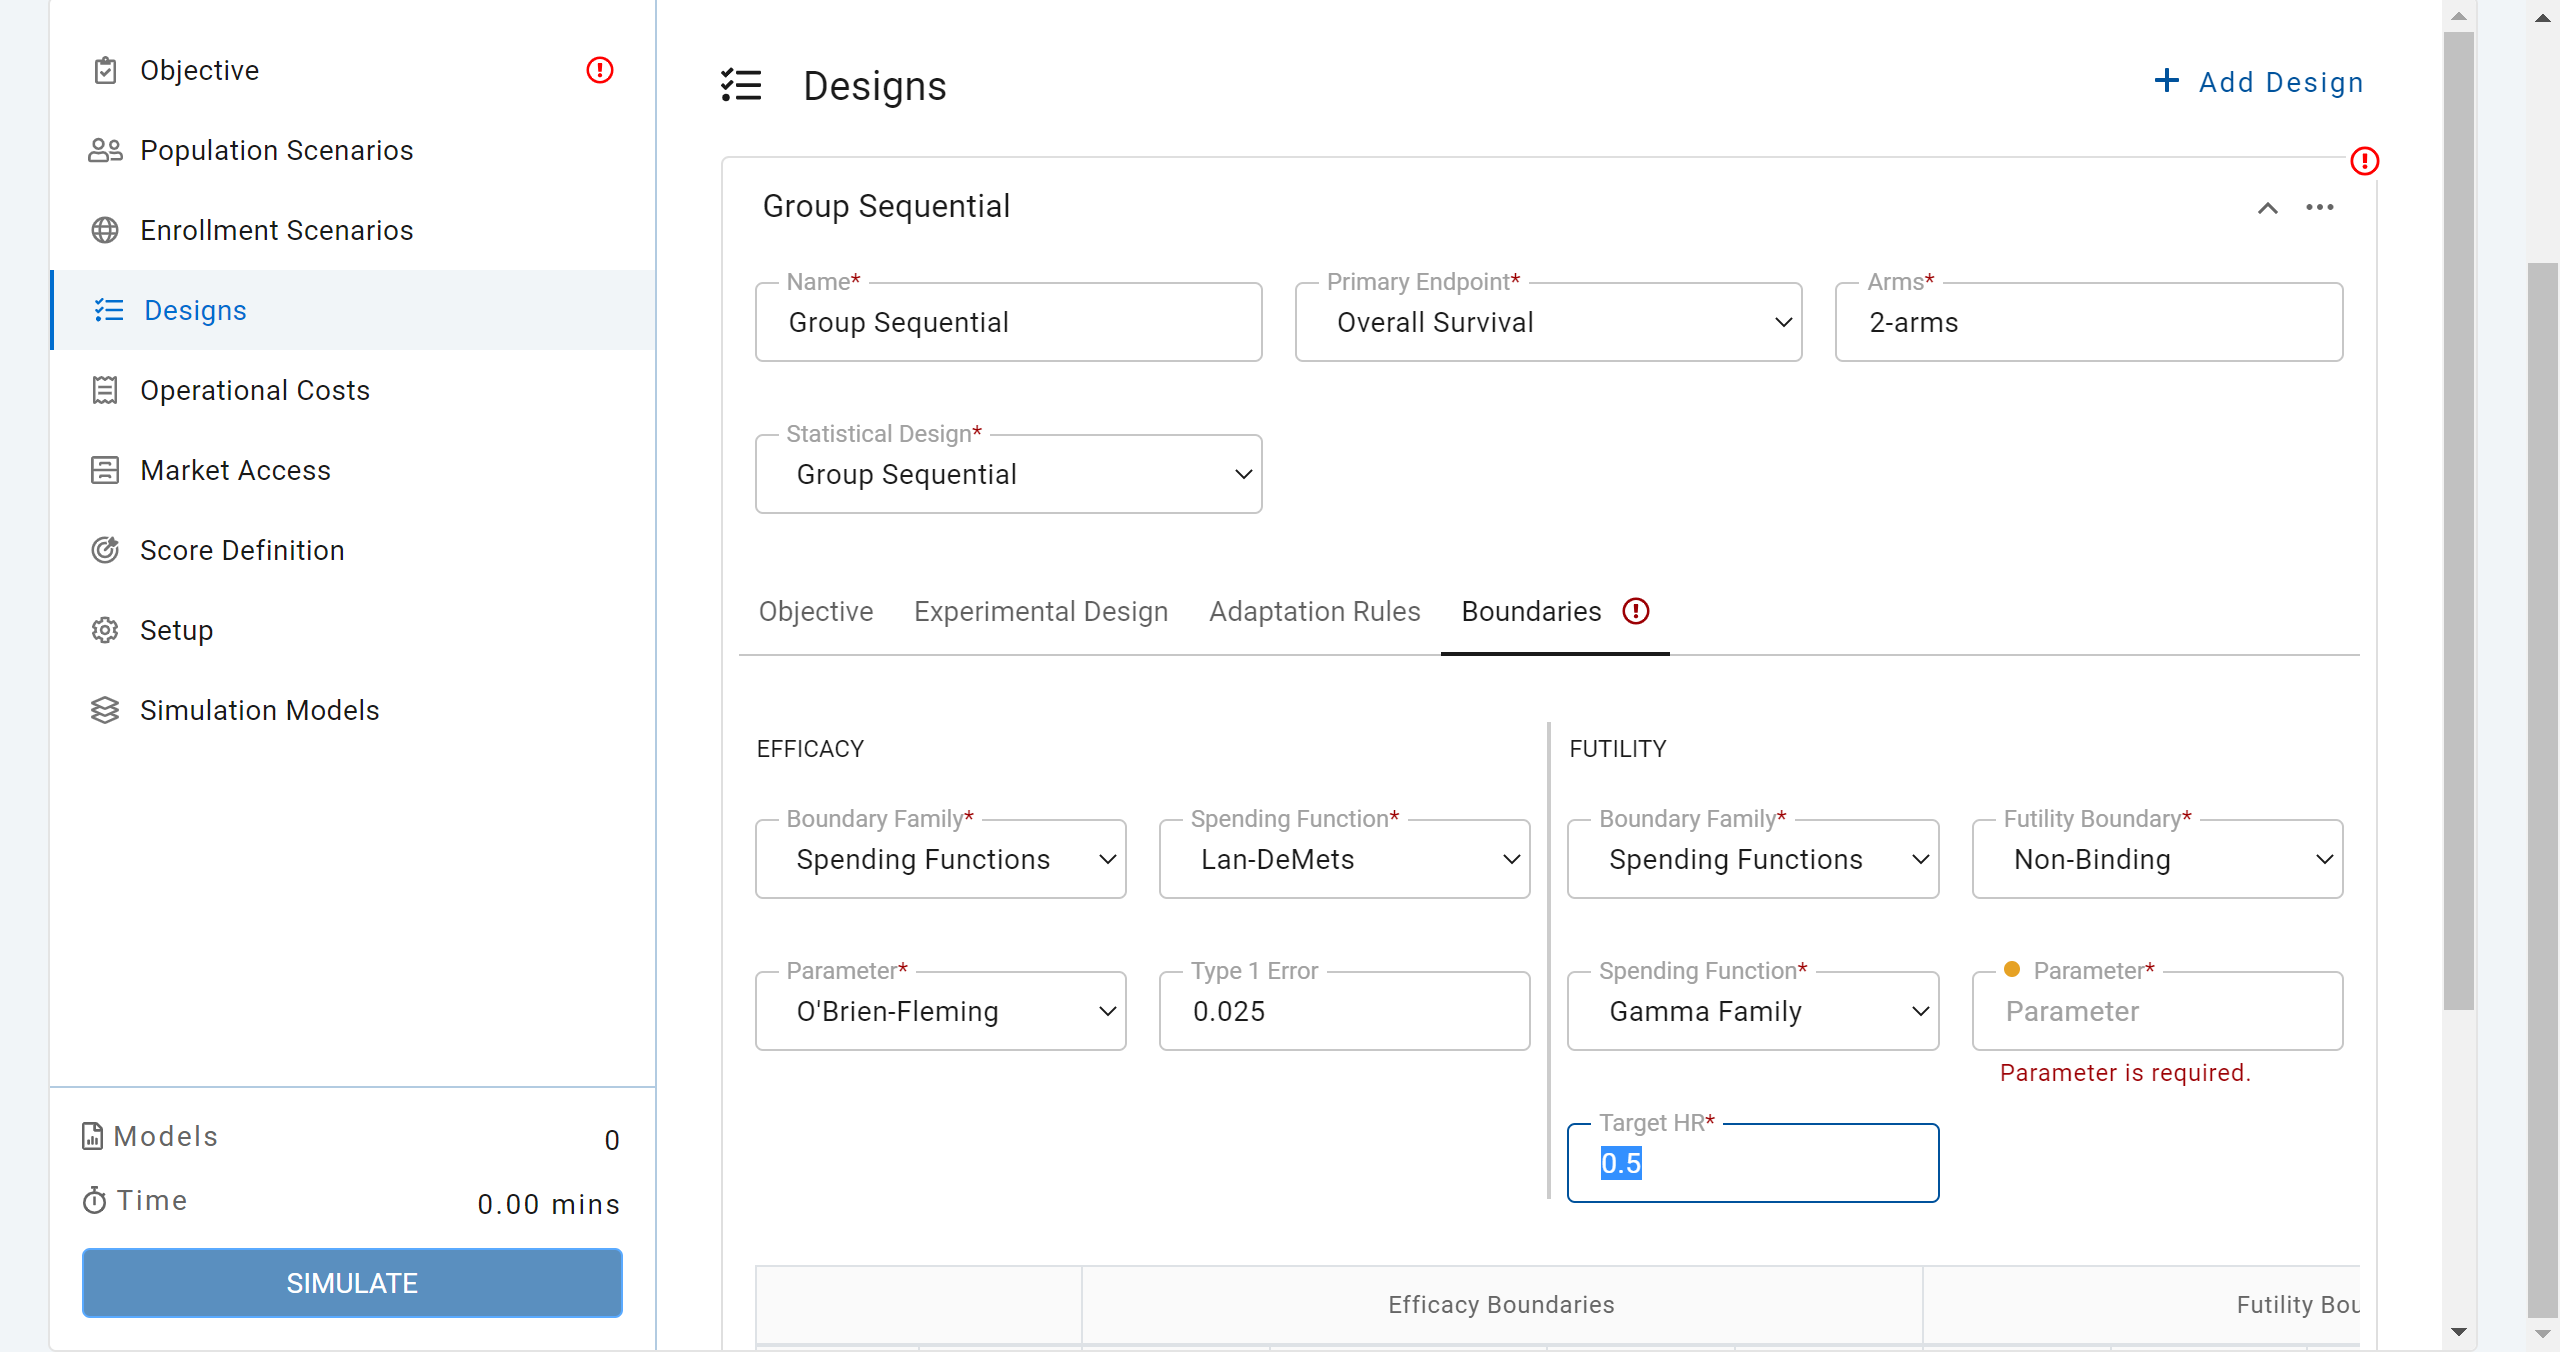 Objective
Population Scenarios
Enrollment Scenarios
Designs
Operational Costs
Market Access
Score Definition
Setup
Simulation Models
Models 0
Time 0.00 mins
SIMULATE
Designs
+ Add Design
Group Sequential
Name*
Group Sequential
Primary Endpoint*
Overall Survival
Arms*
2-arms
Statistical Design*
Group Sequential
Objective Experimental Design Adaptation Rules Boundaries
EFFICACY
Boundary Family*
Spending Functions
Spending Function*
Lan-DeMets
Parameter*
O'Brien-Fleming
Type 1 Error
0.025
FUTILITY
Boundary Family*
Spending Functions
Futility Boundary*
Non-Binding
Spending Function*
Gamma Family
Parameter*
Parameter
Parameter is required.
Target HR*
0.5
Efficacy Boundaries
Futility Bou